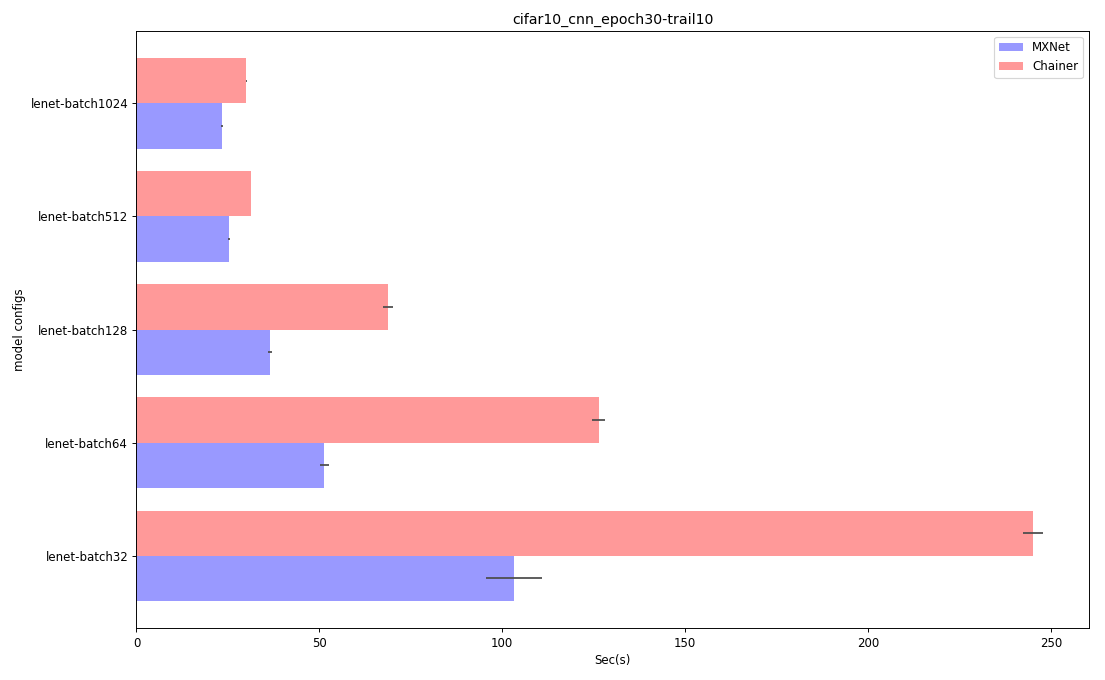 cifar10_cnn_epoch30-trail10
MXNet
Chainer
lenet-batch1024
lenet-batch512
lenet-batch128
lenet-batch64
lenet-batch32
model configs
0 50 100 150 200 250
Sec(s)